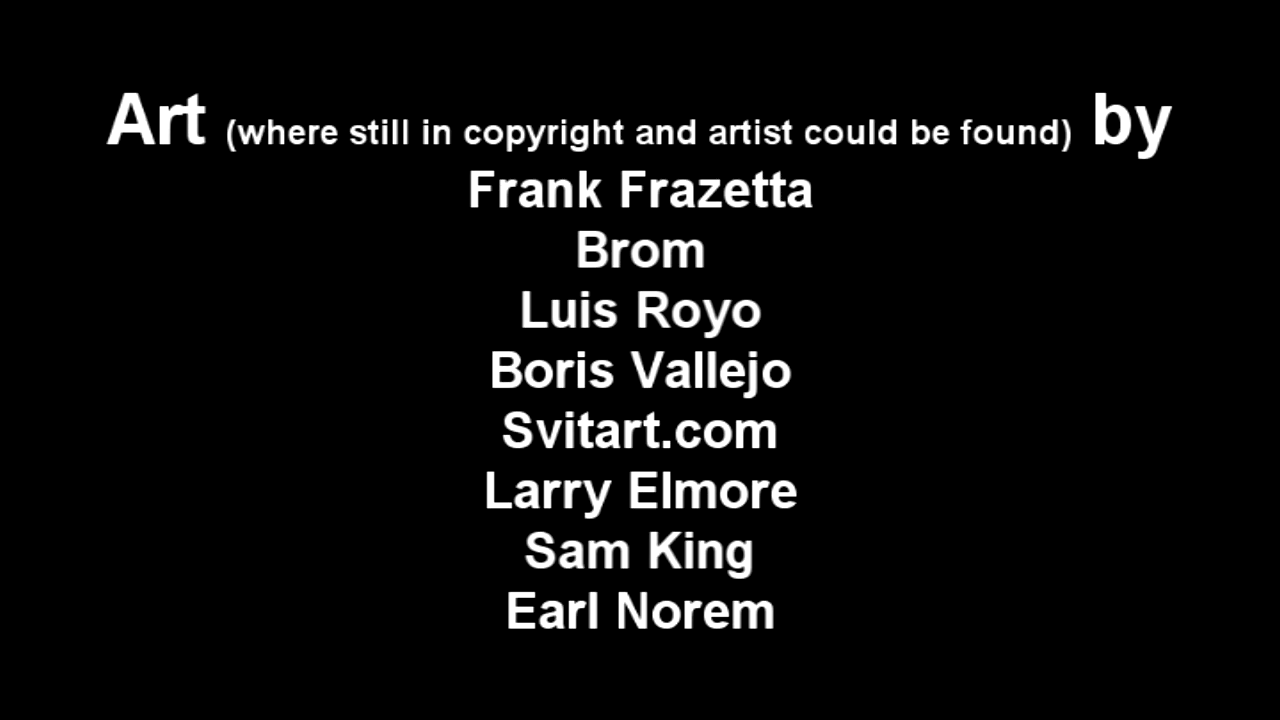 Art (where still in copyright and artist could be found) by
Frank Frazetta
Brom
Luis Royo
Boris Vallejo
Svitart.com
Larry Elmore
Sam King
Earl Norem